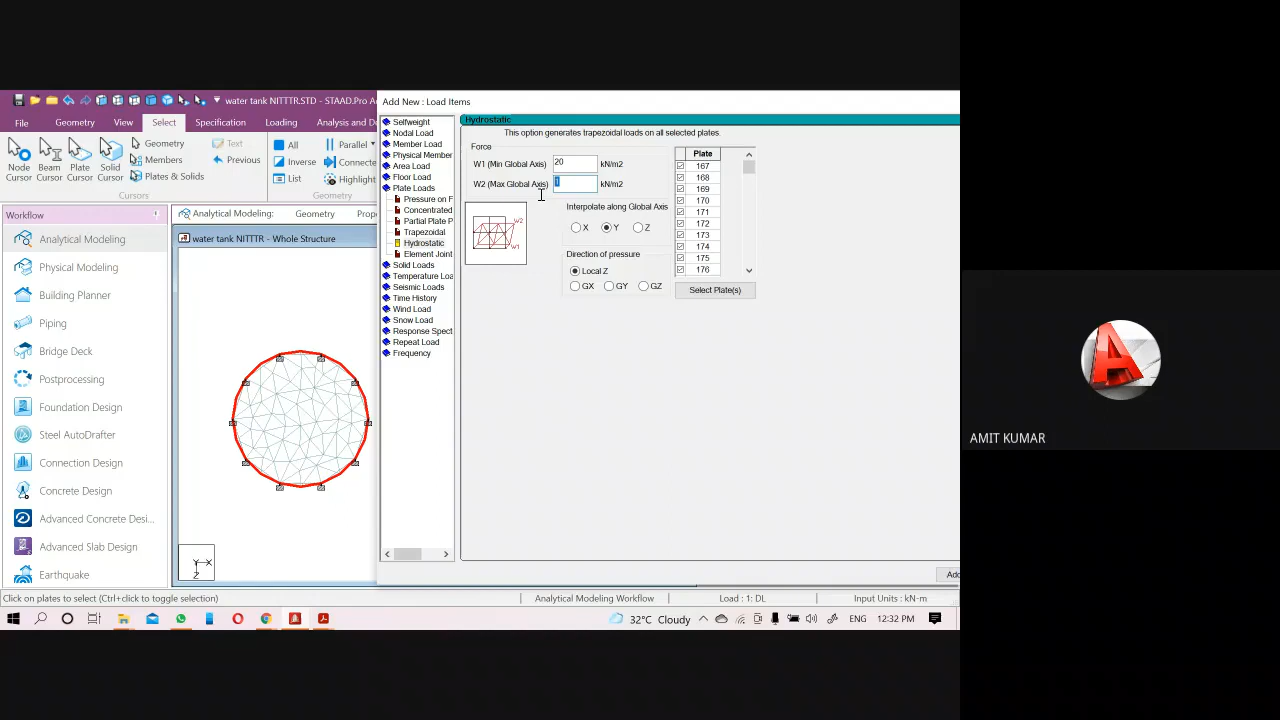 water tank NITTTR.STD - STAAD.Pro A
Add New : Load Items
File
Geometry
View
Select
Specification
Loading
Analysis and De
Node
Cursor
Beam
Cursor
Plate
Cursor
Solid
Cursor
Geometry
Members
Plates & Solids
Text
Previous
All
Inverse
List
Parallel
Connecte
Highlight
Cursors
Geometry
Workflow
Analytical Modeling
Physical Modeling
Building Planner
Piping
Bridge Deck
Postprocessing
Foundation Design
Steel AutoDrafter
Connection Design
Concrete Design
Advanced Concrete Desi...
Advanced Slab Design
Earthquake
Analytical Modeling:
Geometry
Prope
water tank NITTTR - Whole Structure
Y
X
Z
Selfweight
Nodal Load
Member Load
Physical Member
Area Load
Floor Load
Plate Loads
Pressure on F
Concentrated
Partial Plate P
Trapezoidal
Hydrostatic
Element Joint
Solid Loads
Temperature Loa
Seismic Loads
Time History
Wind Load
Snow Load
Response Spect
Repeat Load
Frequency
Hydrostatic
This option generates trapezoidal loads on all selected plates.
Force
W1 (Min Global Axis) 20 kN/m2
W2 (Max Global Axis) kN/m2
W2
W1
Interpolate along Global Axis
X Y Z
Direction of pressure
Local Z
GX GY GZ
Plate
167
168
169
170
171
172
173
174
175
176
Select Plate(s)
Add
Click on plates to select (Ctrl+click to toggle selection)
Analytical Modeling Workflow
Load : 1: DL
Input Units : kN-m
32°C Cloudy
ENG
12:32 PM
AMIT KUMAR